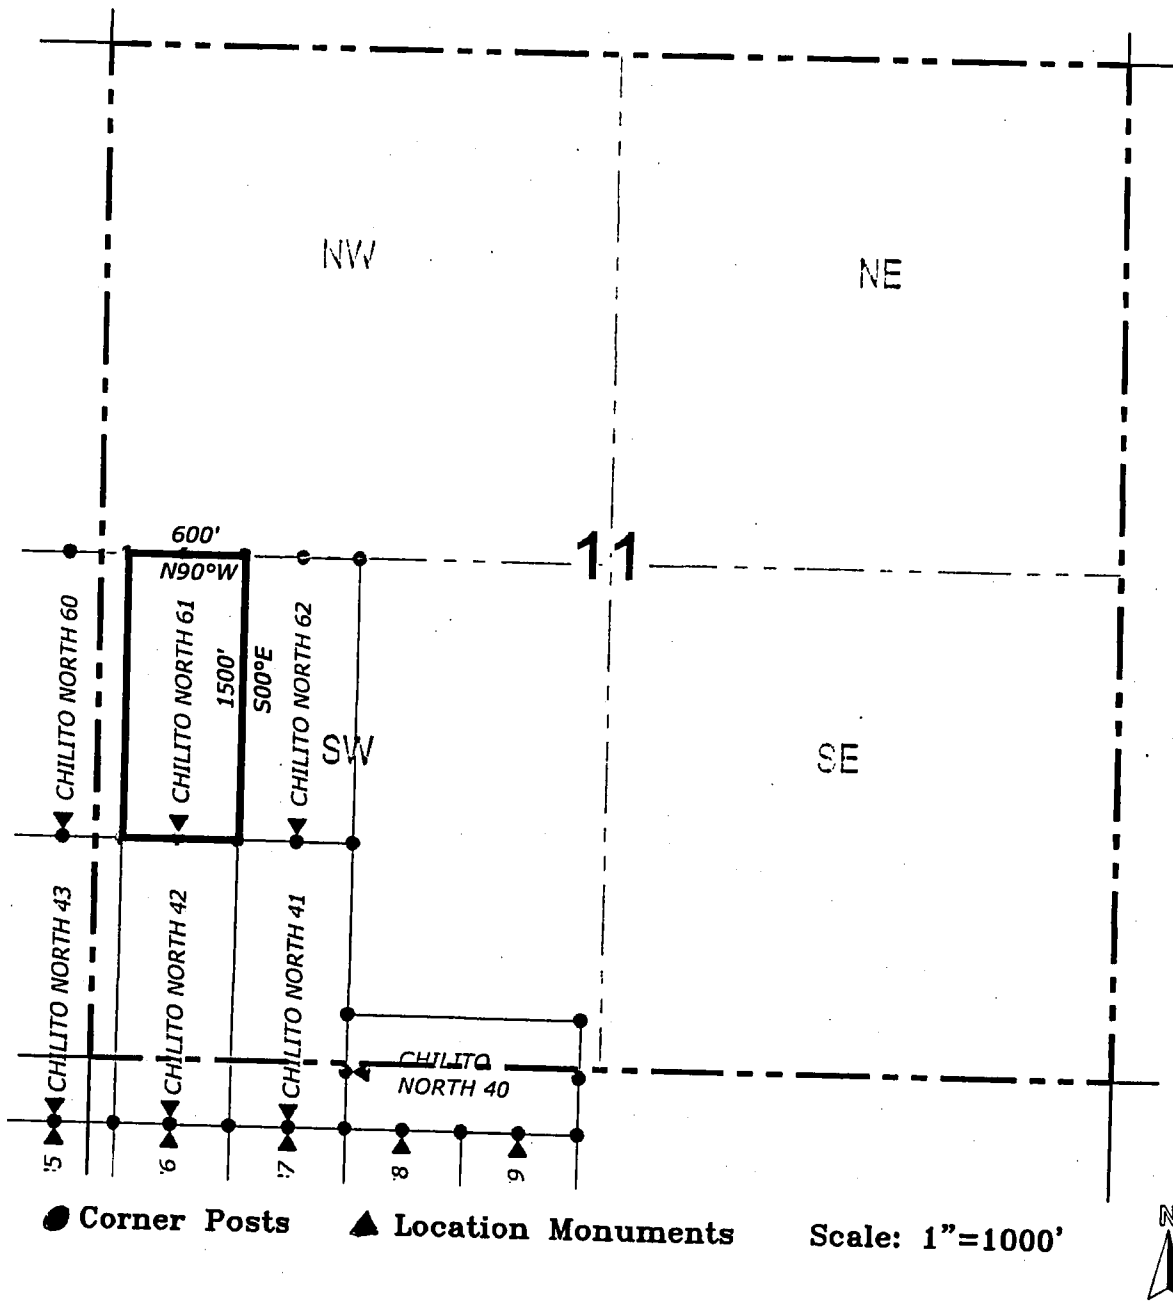 NW
NE
11
600'
N90°W
CHILITO NORTH 60
CHILITO NORTH 61
1500'
S00°E
CHILITO NORTH 62
SW
SE
CHILITO NORTH 43
CHILITO NORTH 42
CHILITO NORTH 41
CHILITO
NORTH 40
Corner Posts
Location Monuments
Scale: 1"=1000'
N